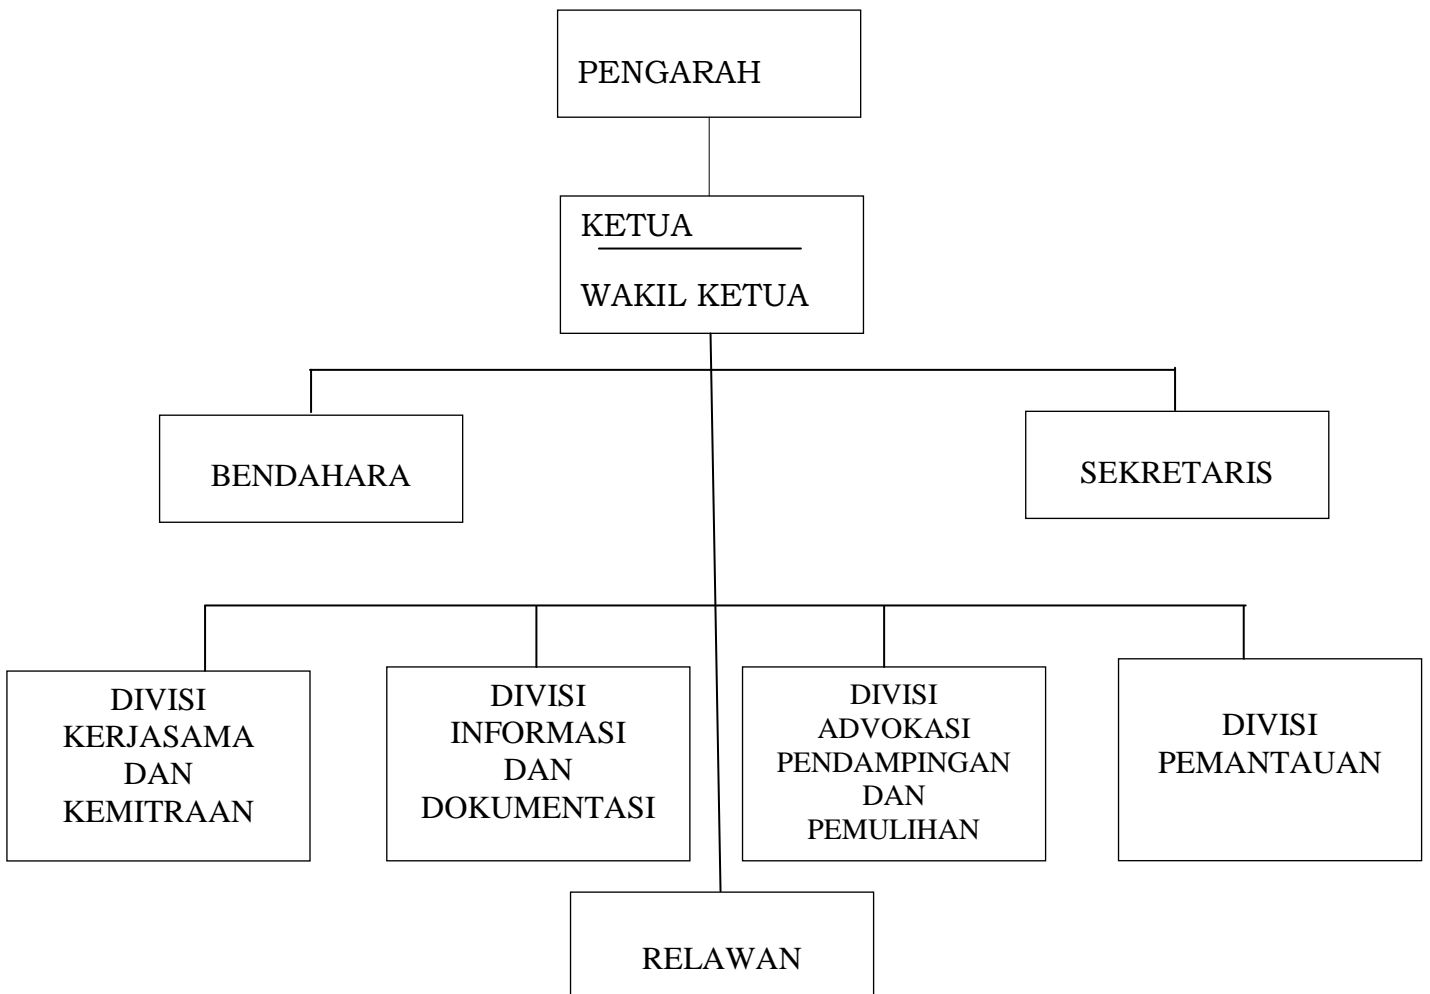 PENGARAH
KETUA
WAKIL KETUA
BENDAHARA
SEKRETARIS
DIVISI
KERJASAMA
DAN
KEMITRAAN
DIVISI
INFORMASI
DAN
DOKUMENTASI
DIVISI
ADVOKASI
PENDAMPINGAN
DAN
PEMULIHAN
DIVISI
PEMANTAUAN
RELAWAN